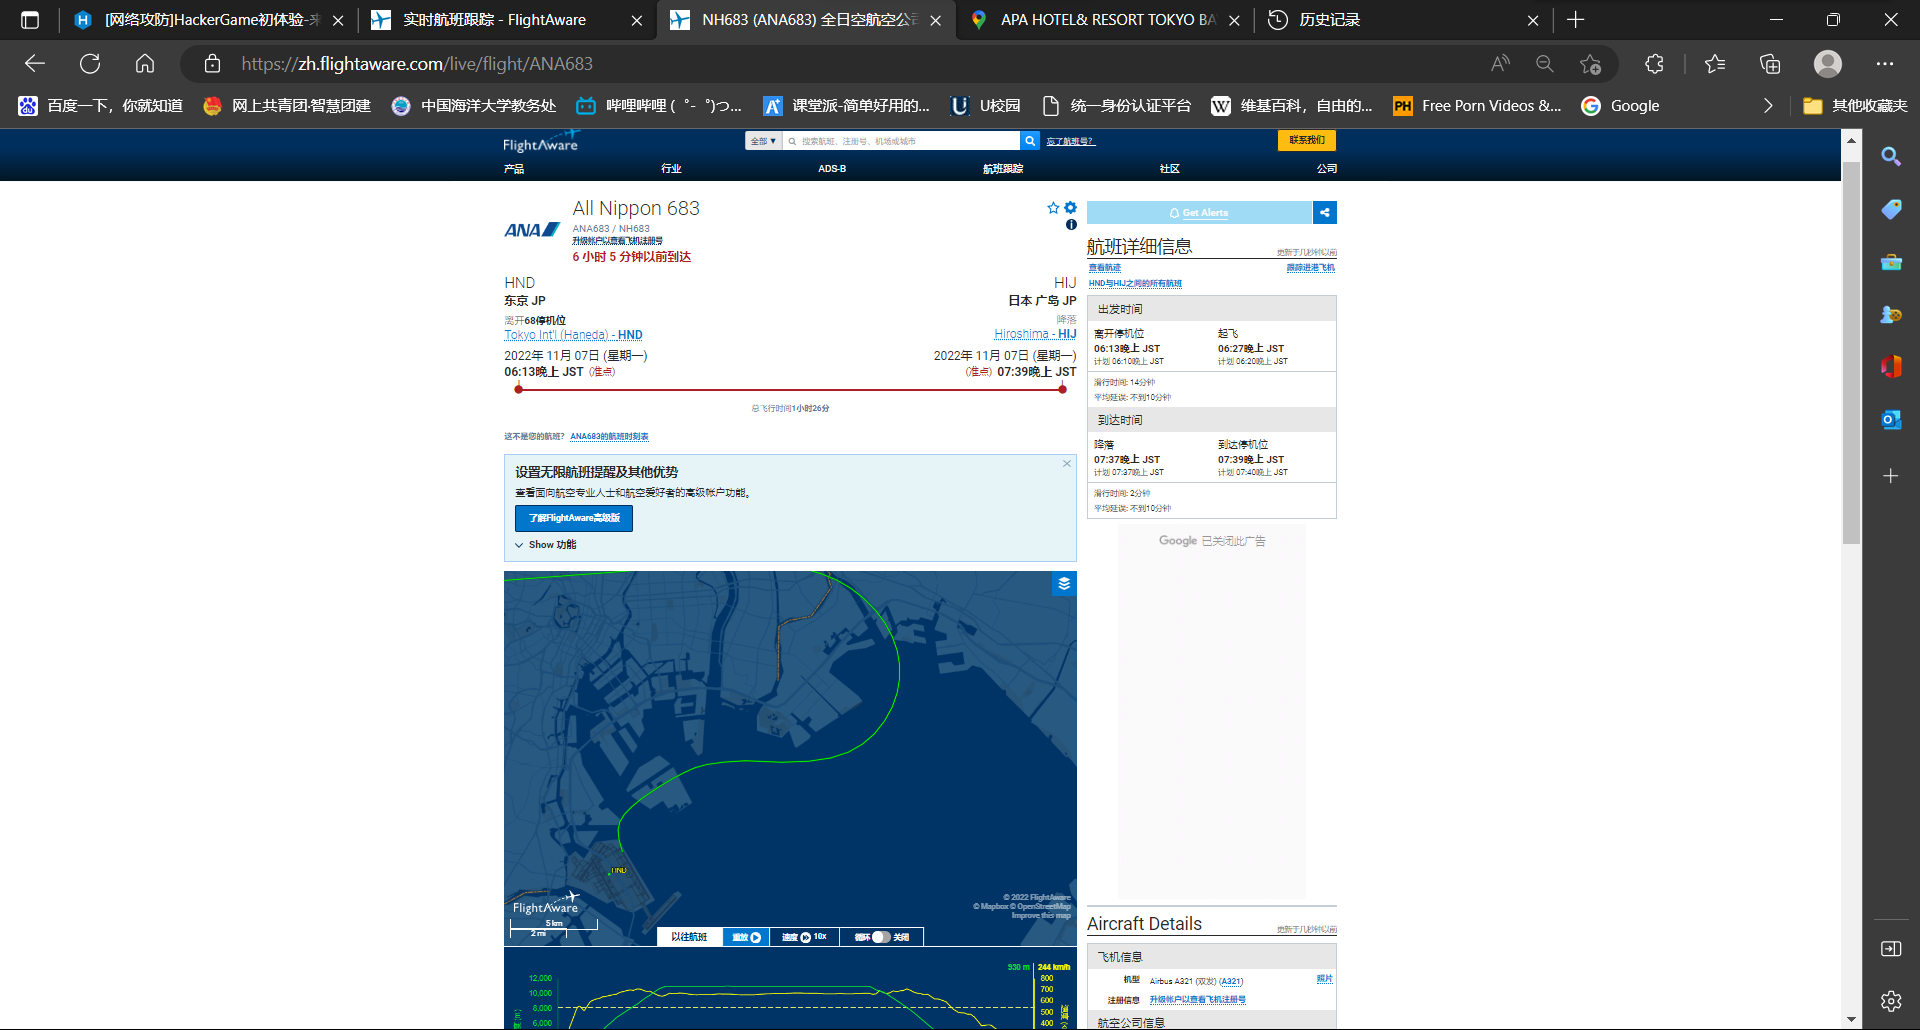 [网络攻防]HackerGame初体验-来
实时航班跟踪 - FlightAware
NH683 (ANA683) 全日空航空公司
APA HOTEL& RESORT TOKYO BA
历史记录
https://zh.flightaware.com/live/flight/ANA683
百度一下，你就知道
网上共青团·智慧团建
中国海洋大学教务处
哔哩哔哩 ( ゜- ゜)つ...
课堂派-简单好用的...
U校园
统一身份认证平台
维基百科，自由的...
Free Porn Videos &...
Google
其他收藏夹
FlightAware
全部 ▼
搜索航班、注册号、机场或城市
忘了航班号？
联系我们
产品
行业
ADS-B
航班跟踪
社区
公司
ANA
All Nippon 683
ANA683 / NH683
升级帐户以查看飞机注册号
6 小时 5 分钟以前到达
HND
HIJ
东京 JP
日本 广岛 JP
离开68停机位
降落
Tokyo Int'l (Haneda) - HND
Hiroshima - HIJ
2022年 11月 07日 (星期一)
2022年 11月 07日 (星期一)
06:13晚上 JST (准点)
(准点) 07:39晚上 JST
总飞行时间1小时26分
这不是您的航班？ ANA683的航班时刻表
设置无限航班提醒及其他优势
查看面向航空专业人士和航空爱好者的高级帐户功能。
了解FlightAware高级版
Show 功能
HND
FlightAware
5 km
2 mi
© 2022 FlightAware
© Mapbox © OpenStreetMap
Improve this map
以往航班
重放
速度
10x
循环
关闭
950 m
244 km/h
12,000
10,000
8,000
6,000
800
700
600
500
400
Get Alerts
航班详细信息
更新于几秒钟以前
查看航迹
跟踪进港飞机
HND与HIJ之间的所有航班
出发时间
离开停机位
起飞
06:13晚上 JST
06:27晚上 JST
计划 06:10晚上 JST
计划 06:20晚上 JST
滑行时间: 14分钟
平均延误: 不到10分钟
到达时间
降落
到达停机位
07:37晚上 JST
07:39晚上 JST
计划 07:37晚上 JST
计划 07:40晚上 JST
滑行时间: 2分钟
平均延误: 不到10分钟
Google 已关闭此广告
Aircraft Details
更新于几秒钟以前
飞机信息
机型
Airbus A321 (双发) (A321)
照片
注册信息
升级帐户以查看飞机注册号
航空公司信息